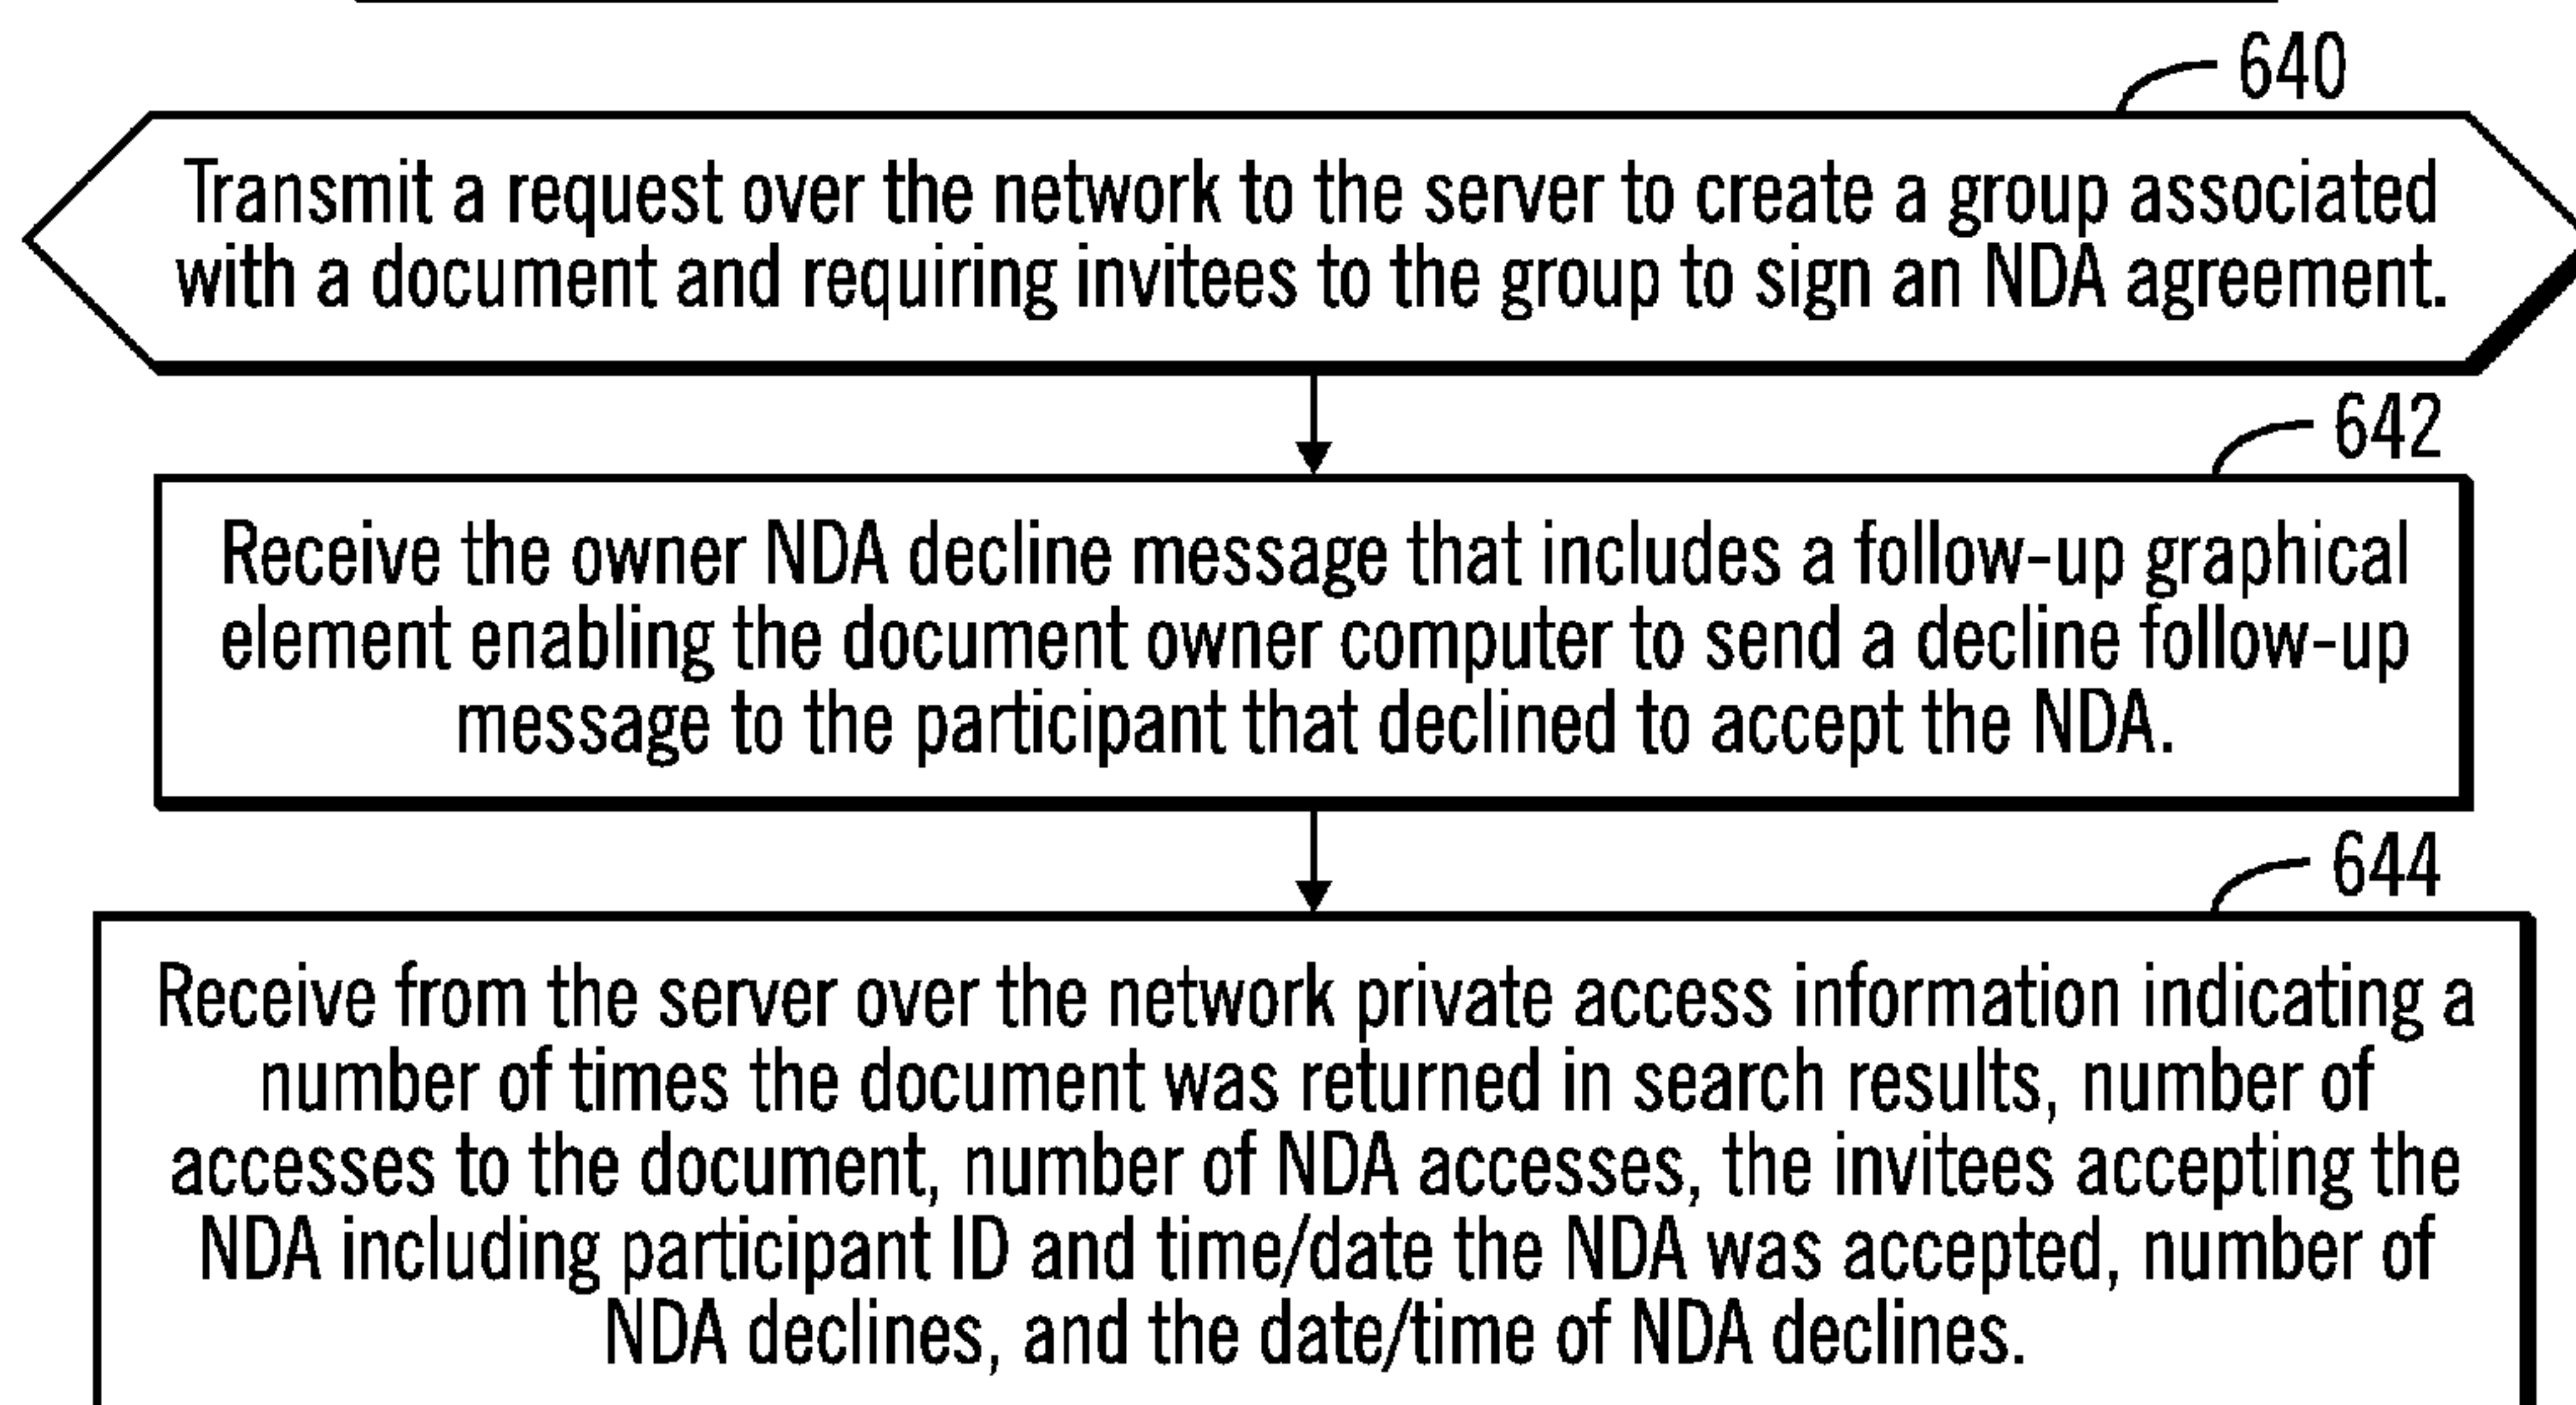 640
Transmit a request over the network to the server to create a group associated
with a document and requiring invitees to the group to sign an NDA agreement.
642
Receive the owner NDA decline message that includes a follow-up graphical
element enabling the document owner computer to send a decline follow-up
message to the participant that declined to accept the NDA.
644
Receive from the server over the network private access information indicating a
number of times the document was returned in search results, number of
accesses to the document, number of NDA accesses, the invitees accepting the
NDA including participant ID and time/date the NDA was accepted, number of
NDA declines, and the date/time of NDA declines.